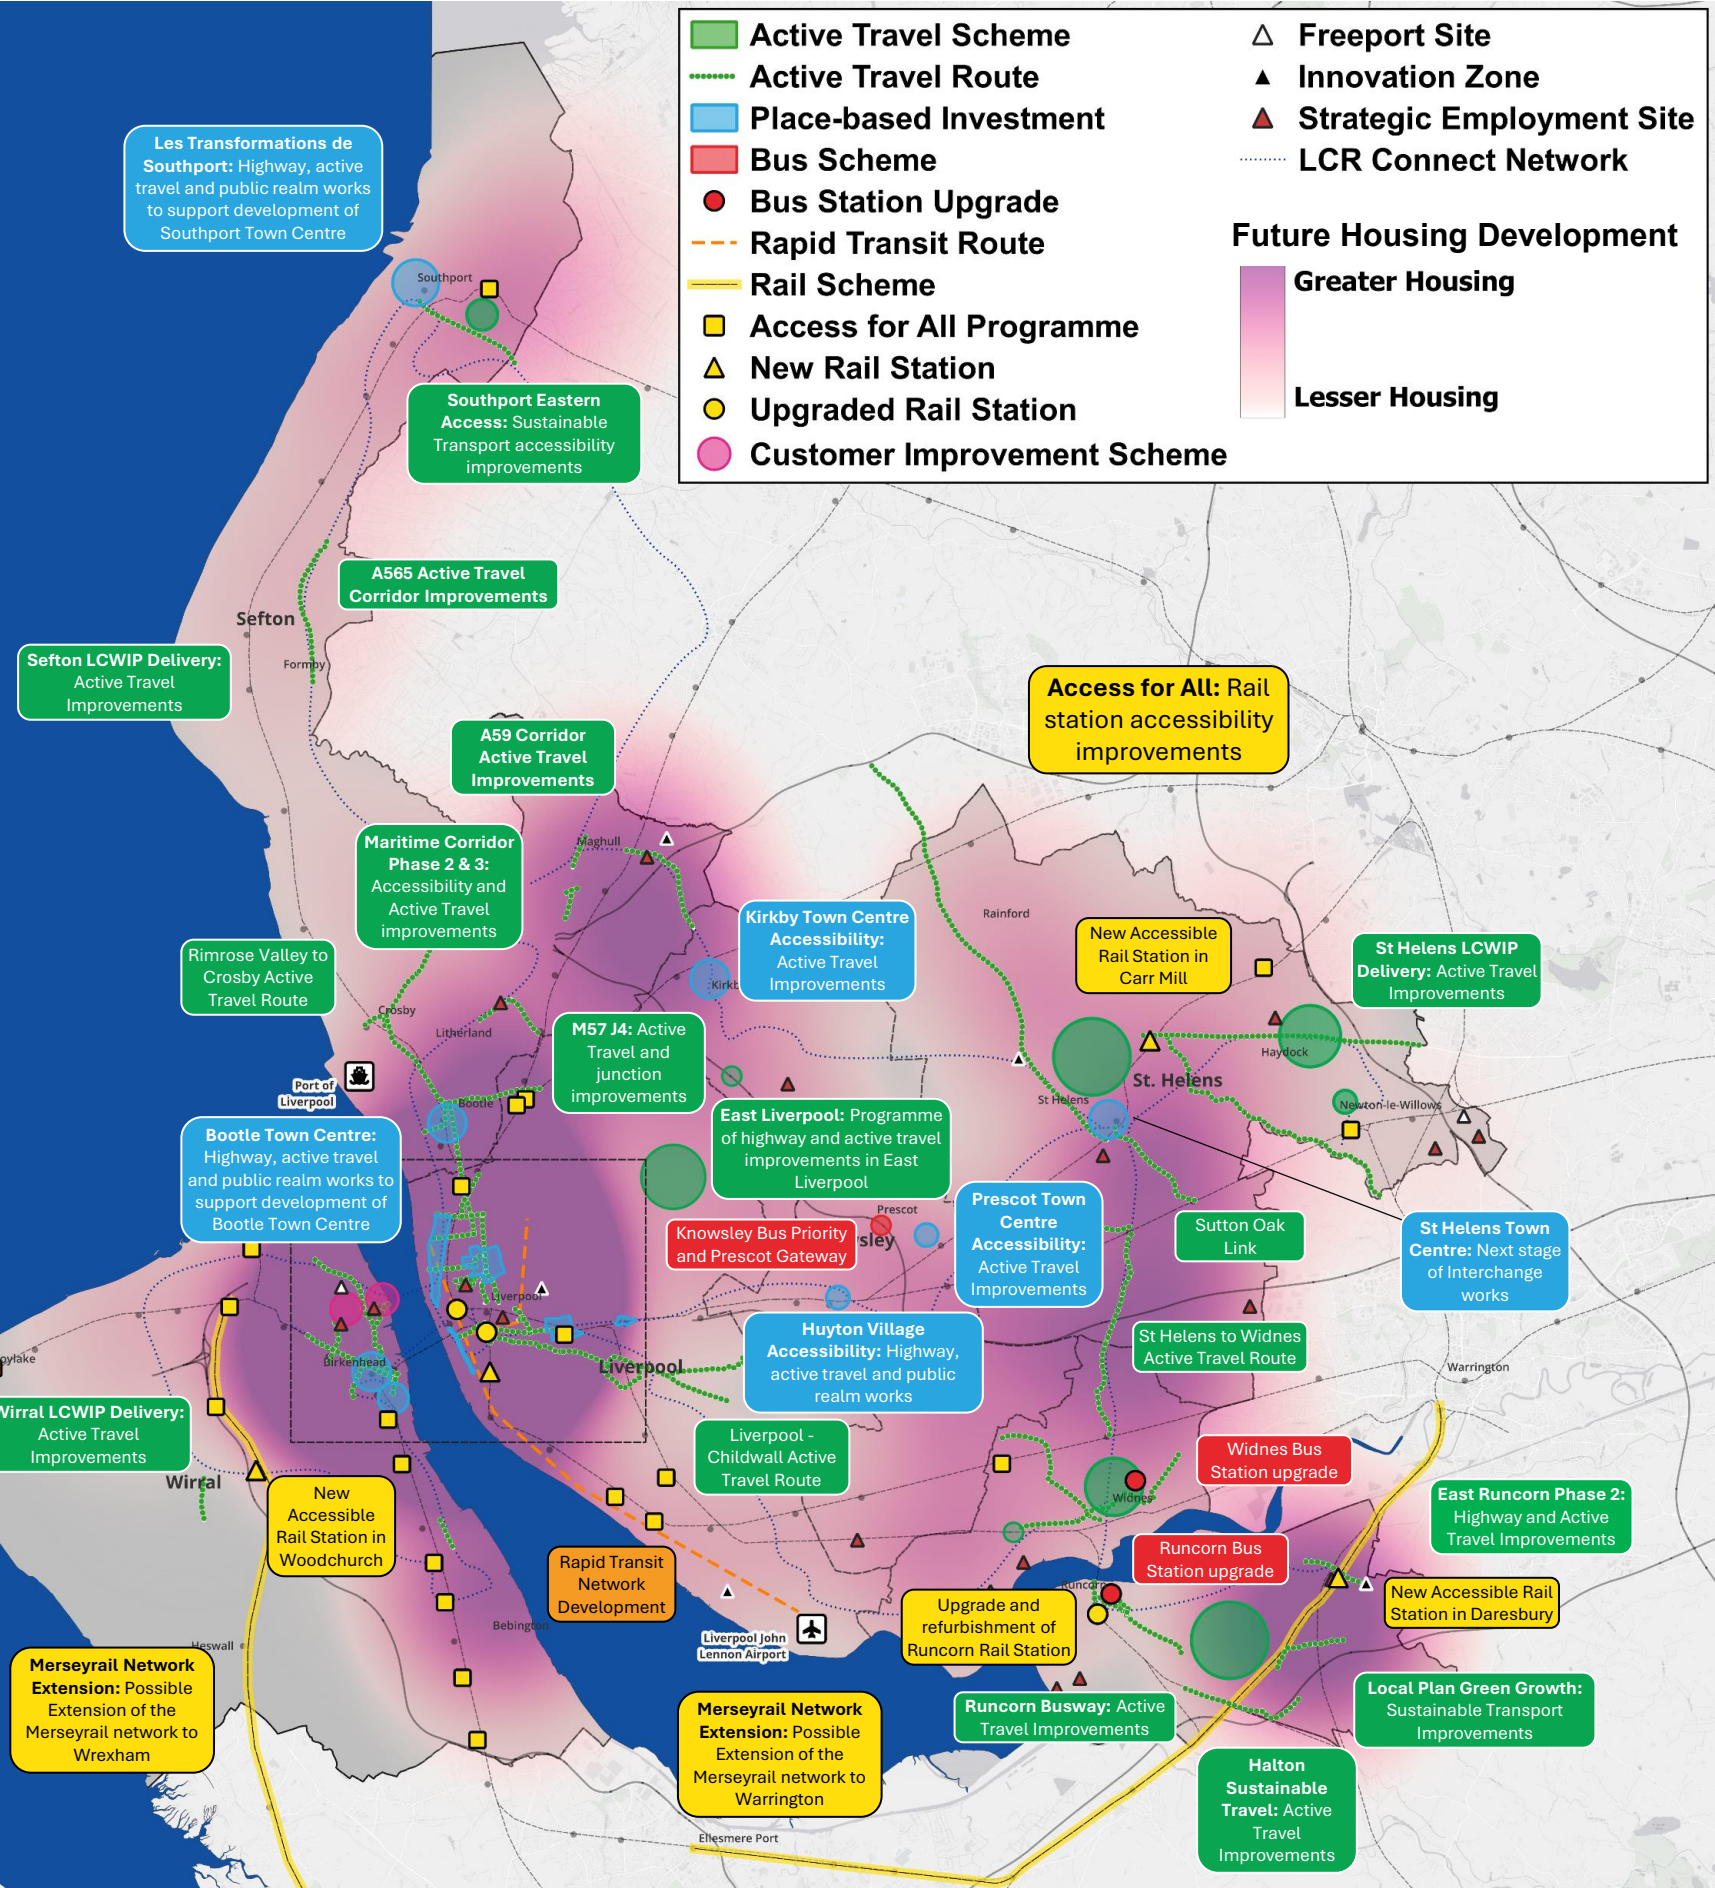 Active Travel Scheme
Active Travel Route
Place-based Investment
Bus Scheme
Bus Station Upgrade
Rapid Transit Route
Rail Scheme
Access for All Programme
New Rail Station
Upgraded Rail Station
Customer Improvement Scheme
Freeport Site
Innovation Zone
Strategic Employment Site
LCR Connect Network
Future Housing Development
Greater Housing
Lesser Housing
Les Transformations de
Southport: Highway, active
travel and public realm works
to support development of
Southport Town Centre
Southport
Southport Eastern
Access: Sustainable
Transport accessibility
improvements
A565 Active Travel
Corridor Improvements
Sefton
Formby
Sefton LCWIP Delivery:
Active Travel
Improvements
Access for All: Rail
station accessibility
improvements
A59 Corridor
Active Travel
Improvements
Maghull
Maritime Corridor
Phase 2 & 3:
Accessibility and
Active Travel
improvements
Rainford
Kirkby Town Centre
Accessibility:
Active Travel
Improvements
Kirkb
New Accessible
Rail Station in
Carr Mill
St Helens LCWIP
Delivery: Active Travel
Improvements
Rimrose Valley to
Crosby Active
Travel Route
Crosby
Litherland
M57 J4: Active
Travel and
junction
improvements
Haydock
St. Helens
St Helens
Newton-le-Willows
Port of
Liverpool
Bootle
East Liverpool: Programme
of highway and active travel
improvements in East
Liverpool
Bootle Town Centre:
Highway, active travel
and public realm works to
support development of
Bootle Town Centre
Prescot
sley
Knowsley Bus Priority
and Prescot Gateway
Prescot Town
Centre
Accessibility:
Active Travel
Improvements
Sutton Oak
Link
St Helens Town
Centre: Next stage
of Interchange
works
Liverpool
Huyton Village
Accessibility: Highway,
active travel and public
realm works
St Helens to Widnes
Active Travel Route
oylake
Birkenhead
Liverpool
Warrington
Wirral LCWIP Delivery:
Active Travel
Improvements
Liverpool -
Childwall Active
Travel Route
Widnes Bus
Station upgrade
Wirral
New
Accessible
Rail Station in
Woodchurch
Widnes
East Runcorn Phase 2:
Highway and Active
Travel Improvements
Rapid Transit
Network
Development
Runcorn Bus
Station upgrade
Runcorn
New Accessible Rail
Station in Daresbury
Upgrade and
refurbishment of
Runcorn Rail Station
Bebington
Liverpool John
Lennon Airport
Heswall
Merseyrail Network
Extension: Possible
Extension of the
Merseyrail network to
Wrexham
Merseyrail Network
Extension: Possible
Extension of the
Merseyrail network to
Warrington
Runcorn Busway: Active
Travel Improvements
Local Plan Green Growth:
Sustainable Transport
Improvements
Halton
Sustainable
Travel: Active
Travel
Improvements
Ellesmere Port